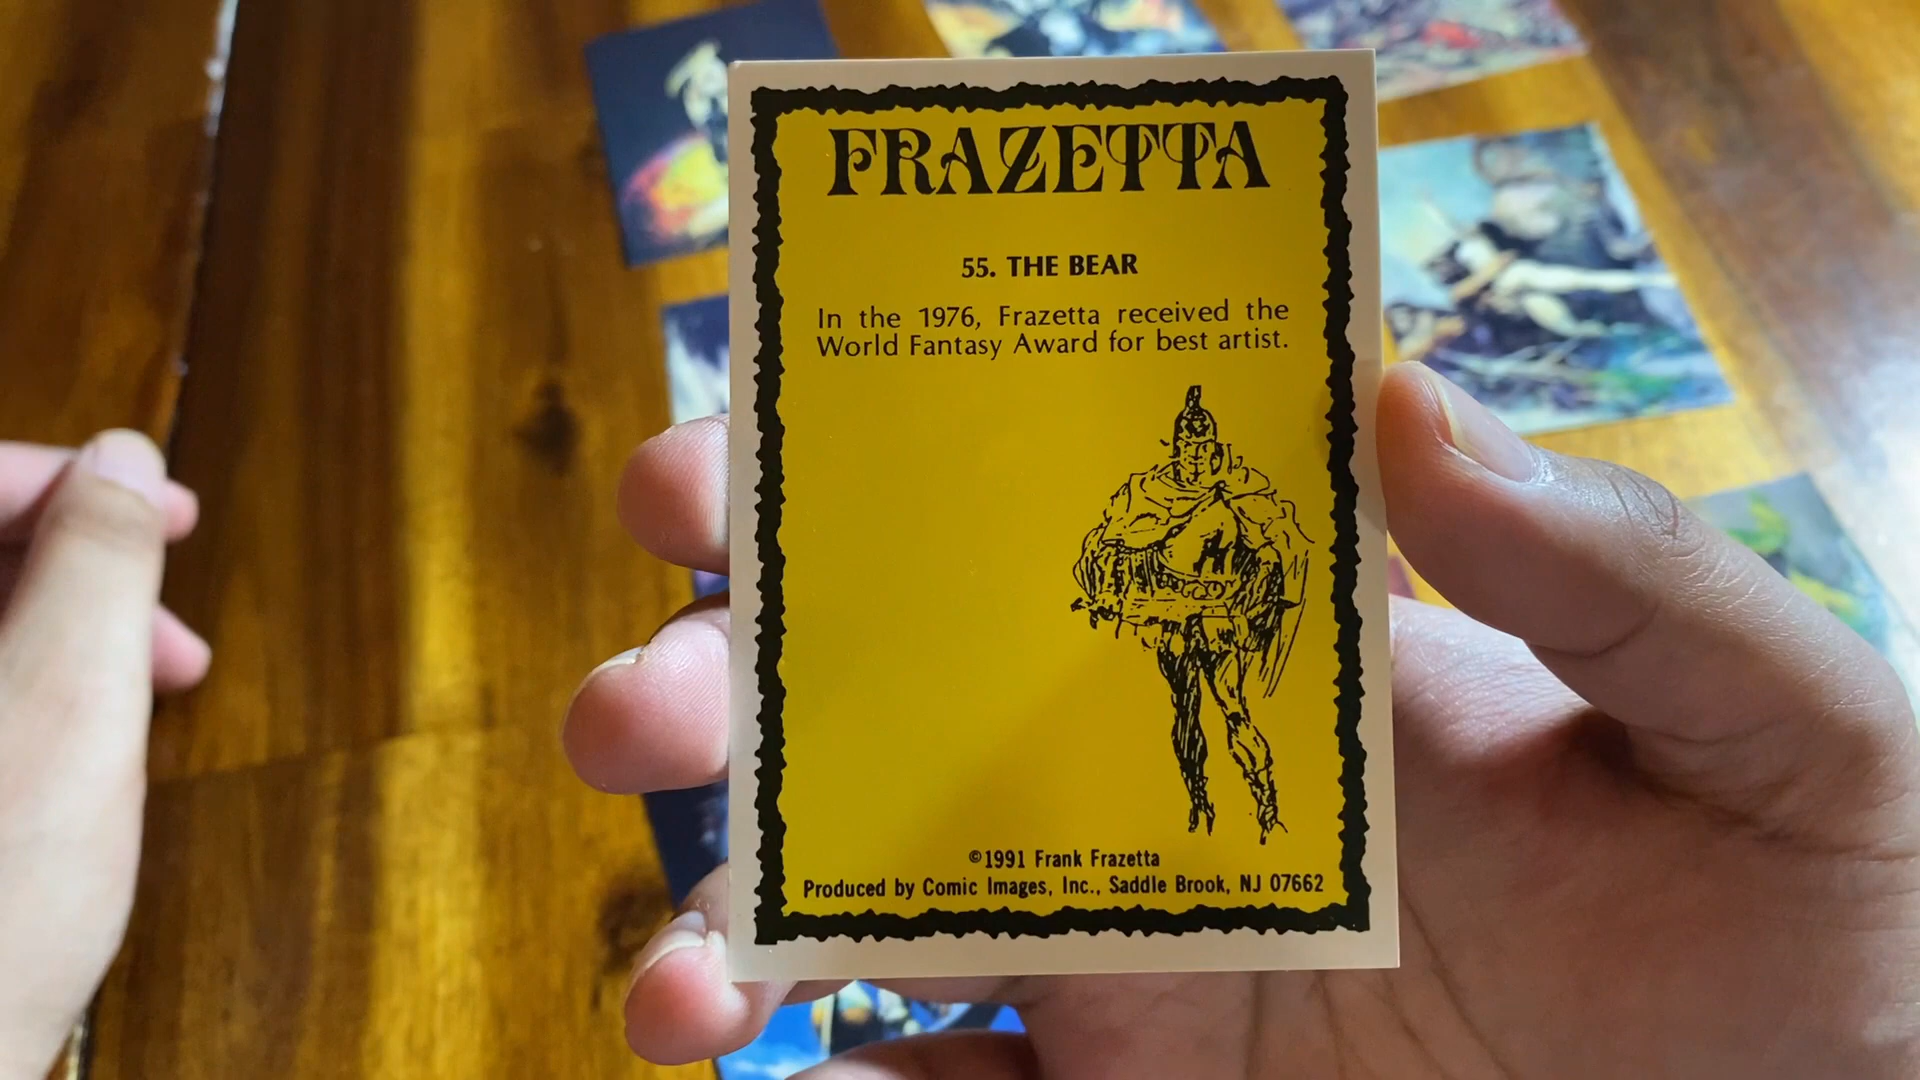 FRAZETTA
55. THE BEAR
In the 1976, Frazetta received the
World Fantasy Award for best artist.
©1991 Frank Frazetta
Produced by Comic Images, Inc., Saddle Brook, NJ 07662